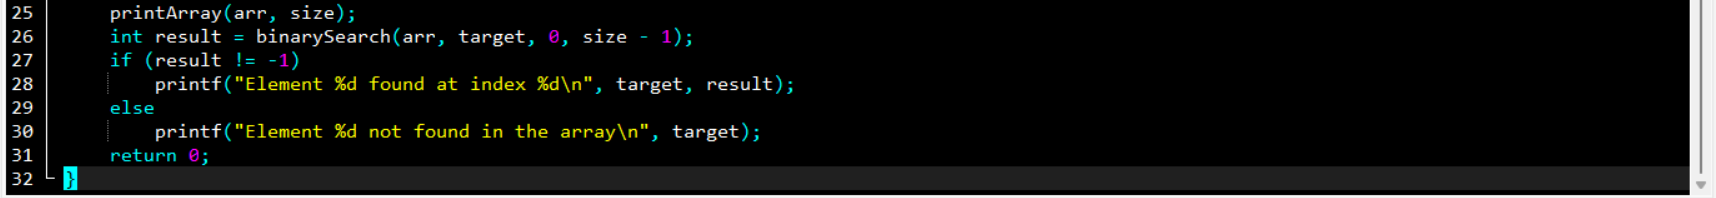 25 printArray(arr, size);
26 int result = binarySearch(arr, target, 0, size - 1);
27 if (result != -1)
28 printf("Element %d found at index %d\n", target, result);
29 else
30 printf("Element %d not found in the array\n", target);
31 return 0;
32 }